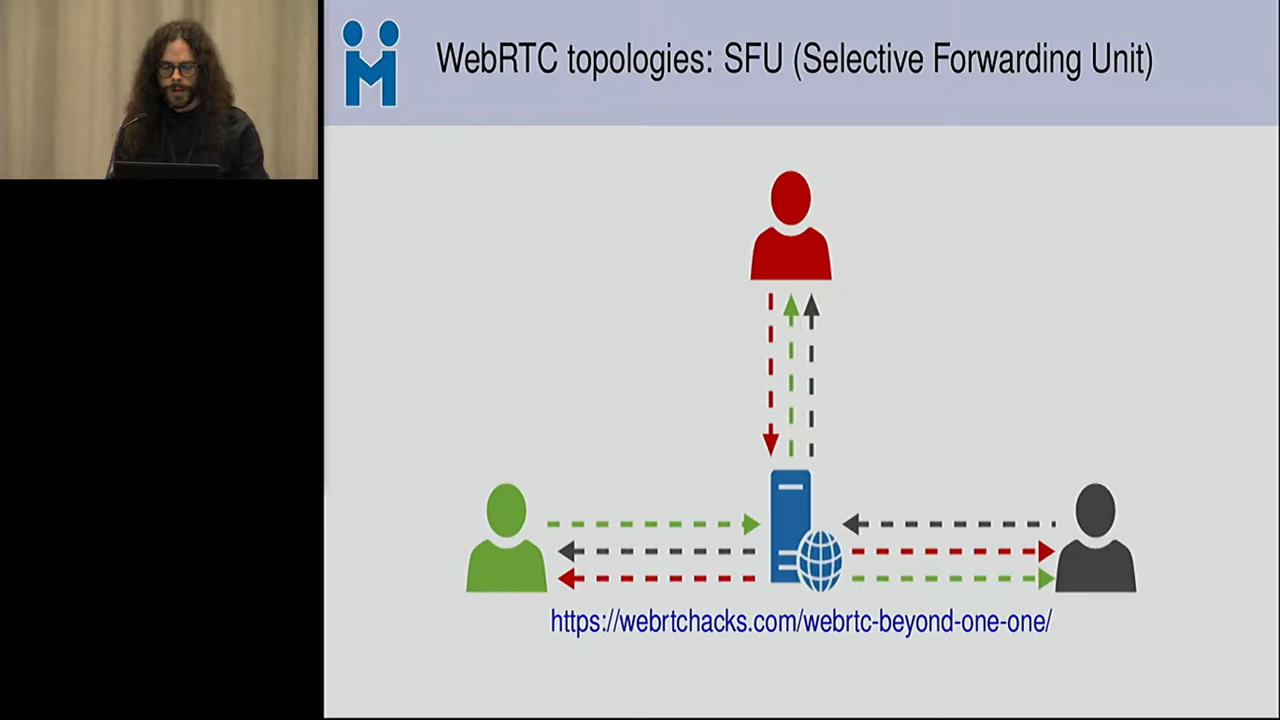 WebRTC topologies: SFU (Selective Forwarding Unit)
https://webrtchacks.com/webrtc-beyond-one-one/